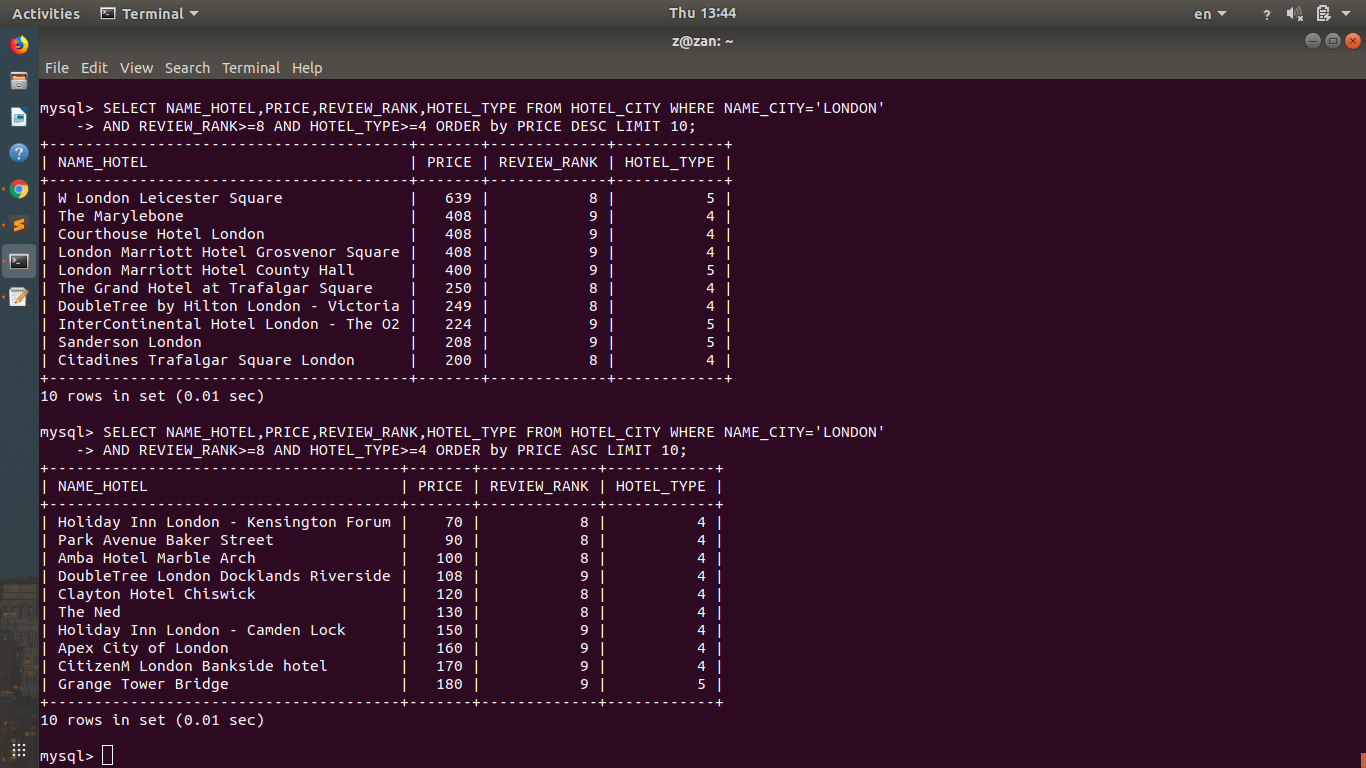 Activities Terminal Thu 13:44 en ?
z@zan: ~
File Edit View Search Terminal Help
mysql> SELECT NAME_HOTEL,PRICE,REVIEW_RANK,HOTEL_TYPE FROM HOTEL_CITY WHERE NAME_CITY='LONDON'
    -> AND REVIEW_RANK>=8 AND HOTEL_TYPE>=4 ORDER by PRICE DESC LIMIT 10;
+----------------------------------------+-------+-------------+------------+
| NAME_HOTEL                             | PRICE | REVIEW_RANK | HOTEL_TYPE |
+----------------------------------------+-------+-------------+------------+
| W London Leicester Square              |   639 |           8 |          5 |
| The Marylebone                         |   408 |           9 |          4 |
| Courthouse Hotel London                |   408 |           9 |          4 |
| London Marriott Hotel Grosvenor Square |   408 |           9 |          4 |
| London Marriott Hotel County Hall      |   400 |           9 |          5 |
| The Grand Hotel at Trafalgar Square    |   250 |           8 |          4 |
| DoubleTree by Hilton London - Victoria |   249 |           8 |          4 |
| InterContinental Hotel London - The O2 |   224 |           9 |          5 |
| Sanderson London                       |   208 |           9 |          5 |
| Citadines Trafalgar Square London      |   200 |           8 |          4 |
+----------------------------------------+-------+-------------+------------+
10 rows in set (0.01 sec)
mysql> SELECT NAME_HOTEL,PRICE,REVIEW_RANK,HOTEL_TYPE FROM HOTEL_CITY WHERE NAME_CITY='LONDON'
    -> AND REVIEW_RANK>=8 AND HOTEL_TYPE>=4 ORDER by PRICE ASC LIMIT 10;
+---------------------------------------+-------+-------------+------------+
| NAME_HOTEL                            | PRICE | REVIEW_RANK | HOTEL_TYPE |
+---------------------------------------+-------+-------------+------------+
| Holiday Inn London - Kensington Forum |    70 |           8 |          4 |
| Park Avenue Baker Street              |    90 |           8 |          4 |
| Amba Hotel Marble Arch                |   100 |           8 |          4 |
| DoubleTree London Docklands Riverside |   108 |           9 |          4 |
| Clayton Hotel Chiswick                |   120 |           8 |          4 |
| The Ned                               |   130 |           8 |          4 |
| Holiday Inn London - Camden Lock      |   150 |           9 |          4 |
| Apex City of London                   |   160 |           9 |          4 |
| CitizenM London Bankside hotel        |   170 |           9 |          4 |
| Grange Tower Bridge                   |   180 |           9 |          5 |
+---------------------------------------+-------+-------------+------------+
10 rows in set (0.01 sec)
mysql>